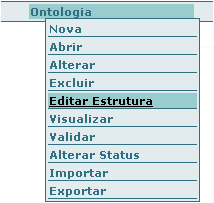 Ontologia
Nova
Abrir
Alterar
Excluir
Editar Estrutura
Visualizar
Validar
Alterar Status
Importar
Exportar